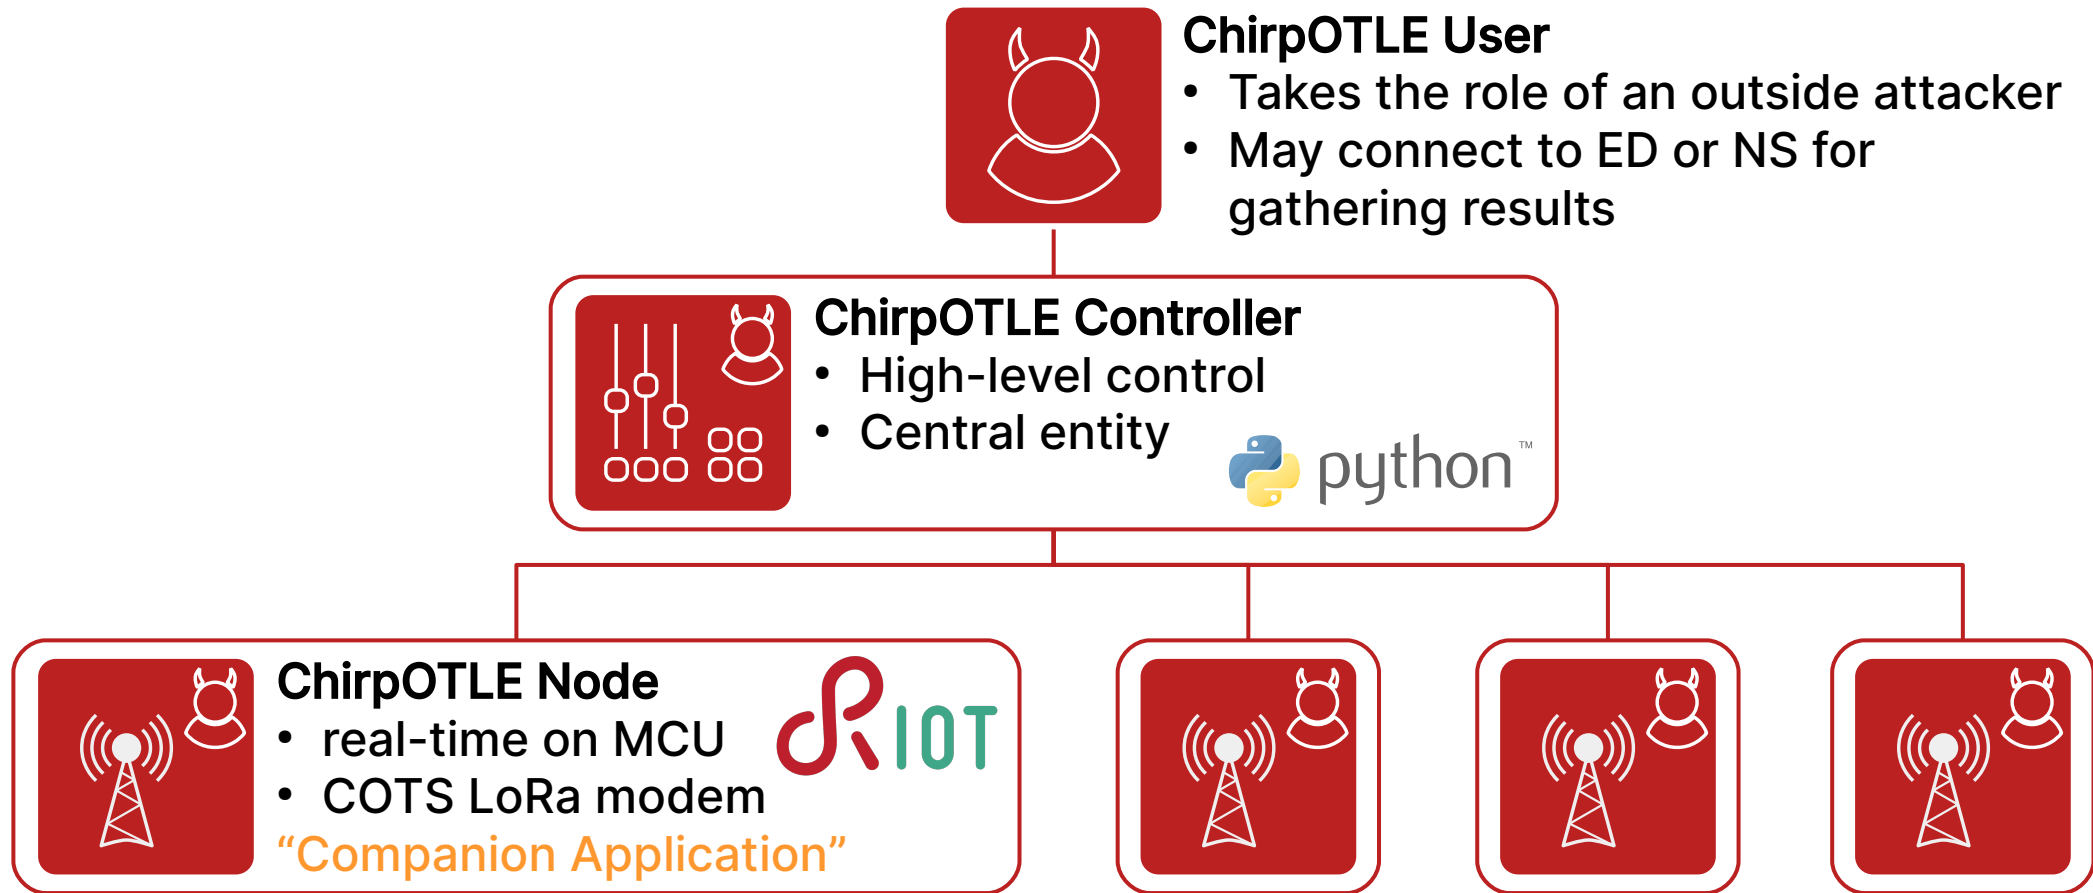 ChirpOTLE User
• Takes the role of an outside attacker
• May connect to ED or NS for
gathering results
ChirpOTLE Controller
• High-level control
• Central entity
python™
ChirpOTLE Node
• real-time on MCU
• COTS LoRa modem
“Companion Application”
RIOT